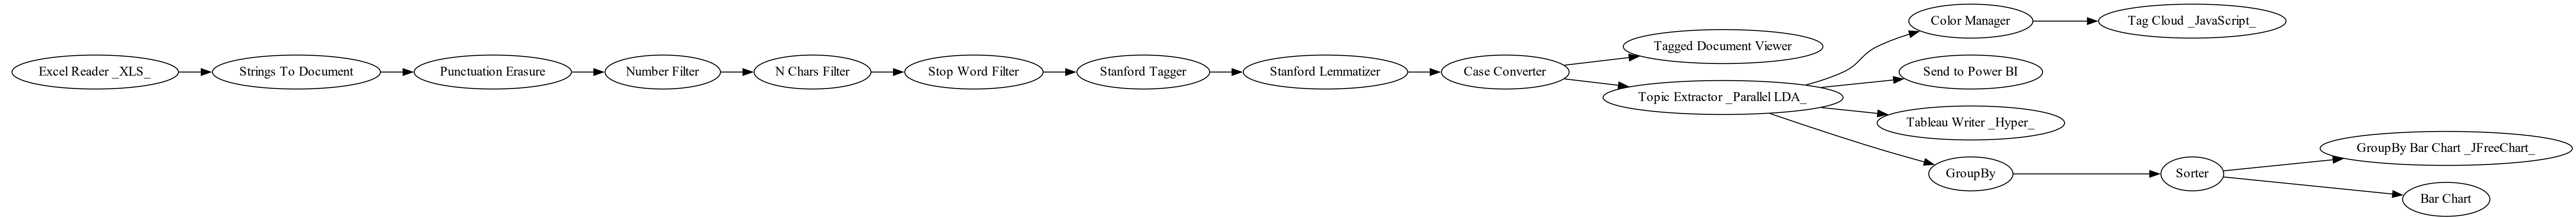 Excel Reader _XLS_
Strings To Document
Punctuation Erasure
Number Filter
N Chars Filter
Stop Word Filter
Stanford Tagger
Stanford Lemmatizer
Case Converter
Tagged Document Viewer
Topic Extractor _Parallel LDA_
Color Manager
Tag Cloud _JavaScript_
Send to Power BI
Tableau Writer _Hyper_
GroupBy
Sorter
GroupBy Bar Chart _JFreeChart_
Bar Chart